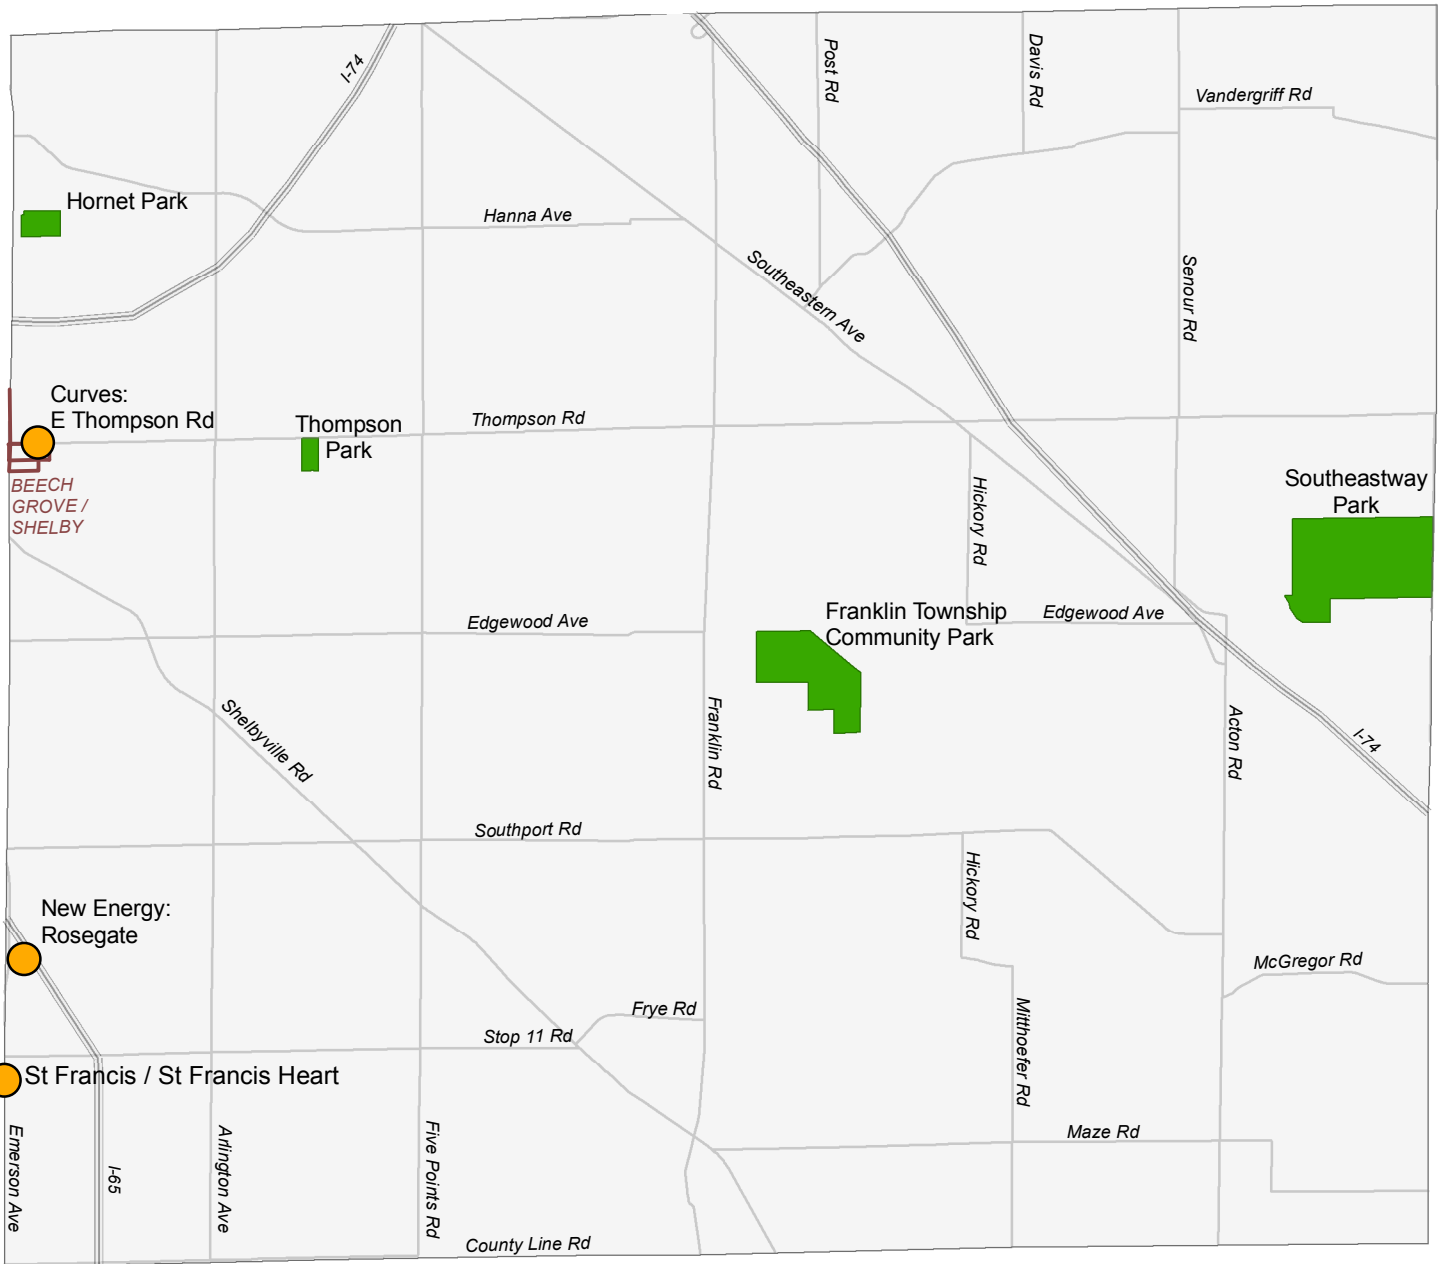 I-74
Post Rd
Davis Rd
Vandergriff Rd
Hornet Park
Hanna Ave
Southeastern Ave
Senour Rd
Curves:
E Thompson Rd
Thompson
Park
Thompson Rd
BEECH
GROVE /
SHELBY
Hickory Rd
Southeastway
Park
Edgewood Ave
Franklin Township
Community Park
Edgewood Ave
Shelbyville Rd
Franklin Rd
Acton Rd
I-74
Southport Rd
Hickory Rd
New Energy:
Rosegate
McGregor Rd
Frye Rd
Stop 11 Rd
Mitthoefer Rd
St Francis / St Francis Heart
Emerson Ave
I-65
Arlington Ave
Five Points Rd
Maze Rd
County Line Rd